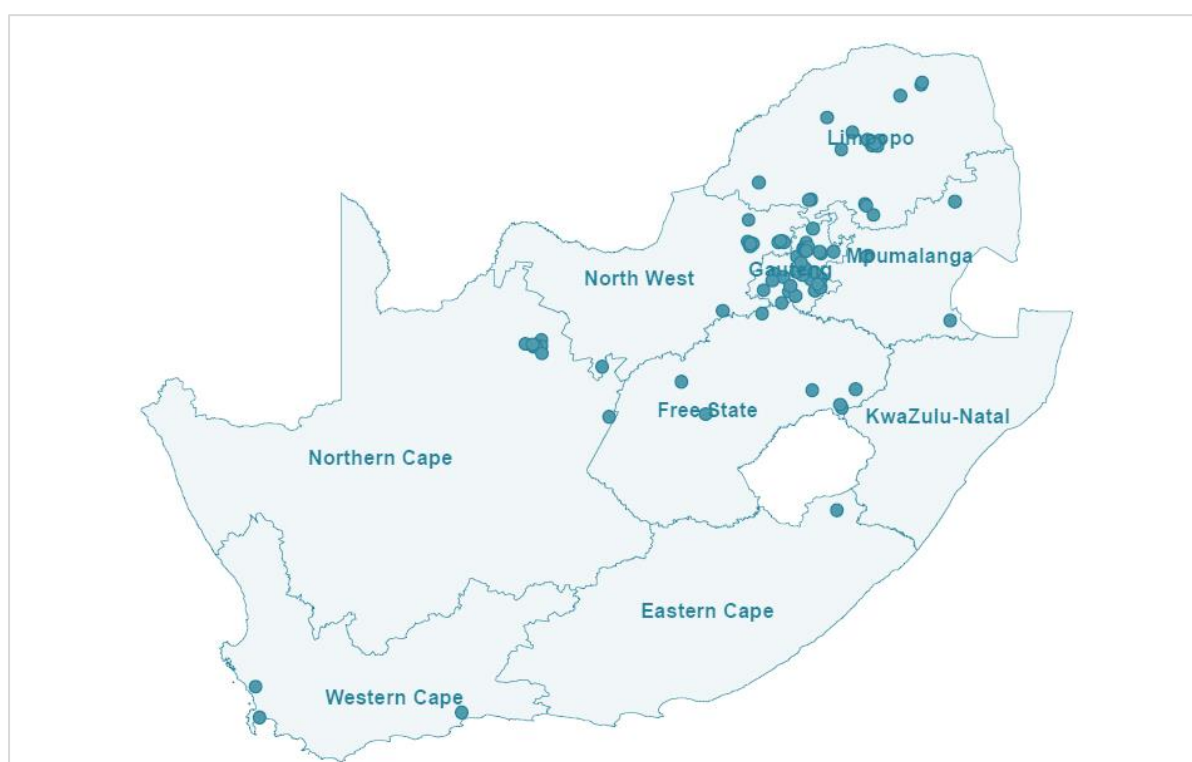 Limpopo
Mpumalanga
Gauteng
North West
Free State
KwaZulu-Natal
Northern Cape
Eastern Cape
Western Cape